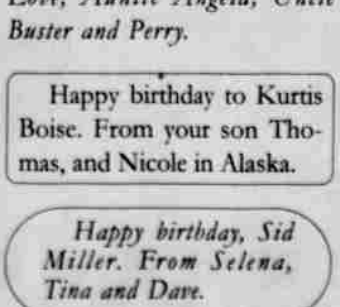 Love, Auntie Angela, Uncle
Buster and Perry.
Happy birthday to Kurtis
Boise. From your son Tho-
mas, and Nicole in Alaska.
Happy birthday, Sid
Miller. From Selena,
Tina and Dave.